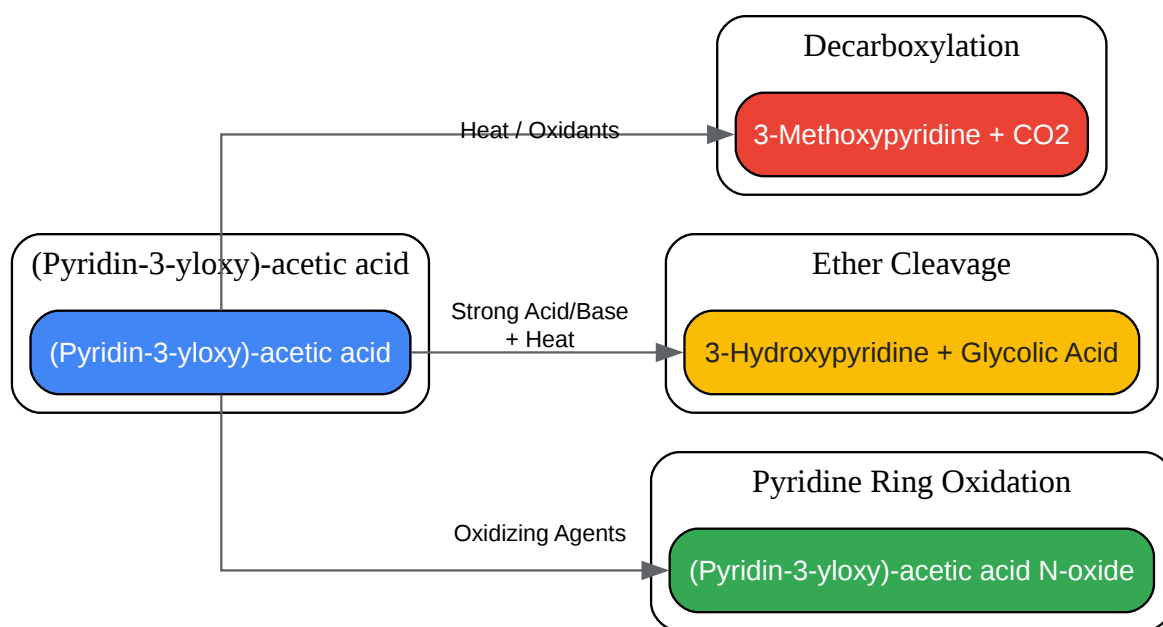 Decarboxylation
3-Methoxypyridine + CO2
Heat / Oxidants
(Pyridin-3-yloxy)-acetic acid
(Pyridin-3-yloxy)-acetic acid
Strong Acid/Base
+ Heat
Ether Cleavage
3-Hydroxypyridine + Glycolic Acid
Oxidizing Agents
Pyridine Ring Oxidation
(Pyridin-3-yloxy)-acetic acid N-oxide